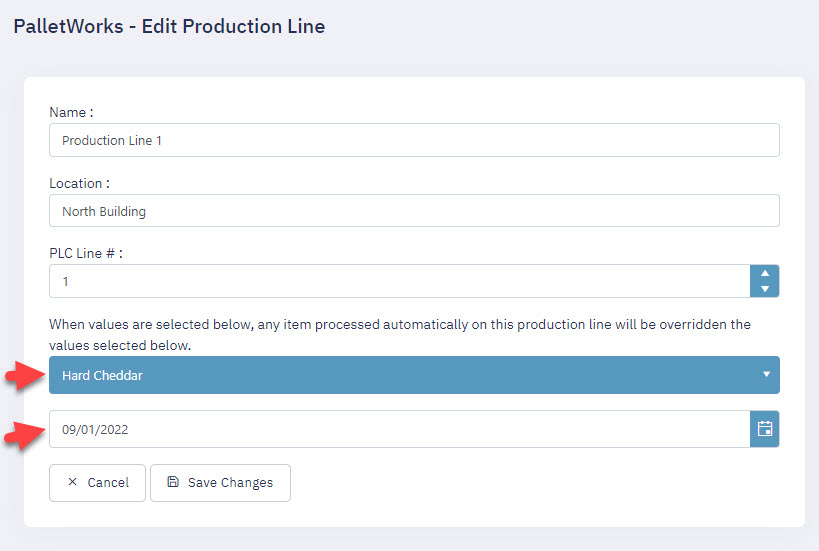 PalletWorks - Edit Production Line
Name :
Production Line 1
Location :
North Building
PLC Line # :
1
When values are selected below, any item processed automatically on this production line will be overridden the
values selected below.
Hard Cheddar
09/01/2022
Cancel
Save Changes